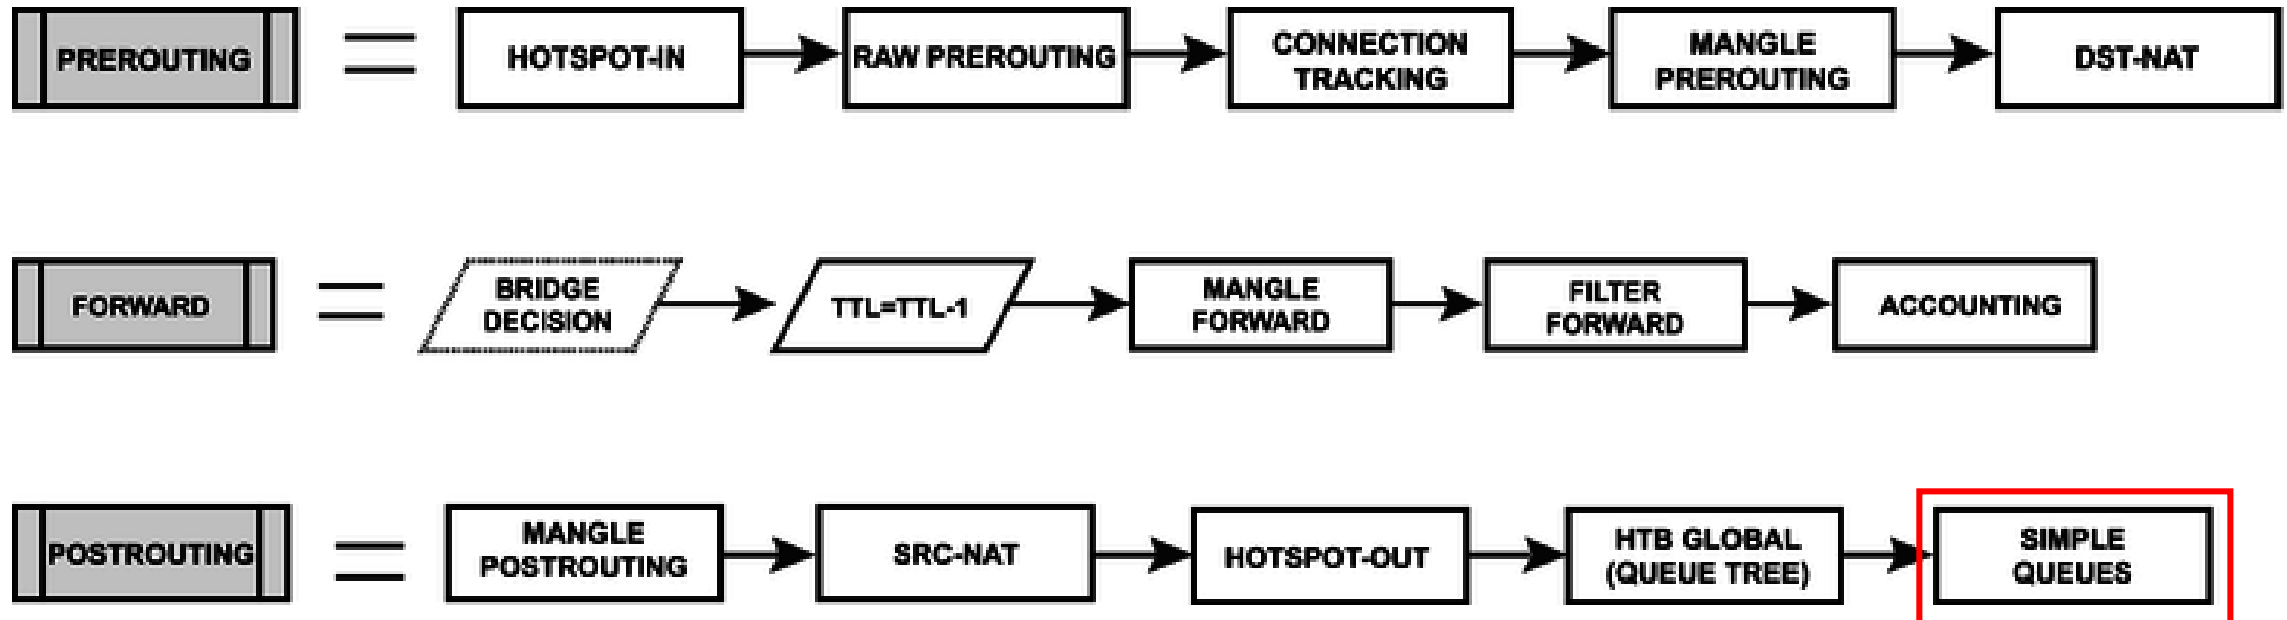 PREROUTING
HOTSPOT-IN
RAW PREROUTING
CONNECTION
TRACKING
MANGLE
PREROUTING
DST-NAT
FORWARD
BRIDGE
DECISION
TTL=TTL-1
MANGLE
FORWARD
FILTER
FORWARD
ACCOUNTING
POSTROUTING
MANGLE
POSTROUTING
SRC-NAT
HOTSPOT-OUT
HTB GLOBAL
(QUEUE TREE)
SIMPLE
QUEUES